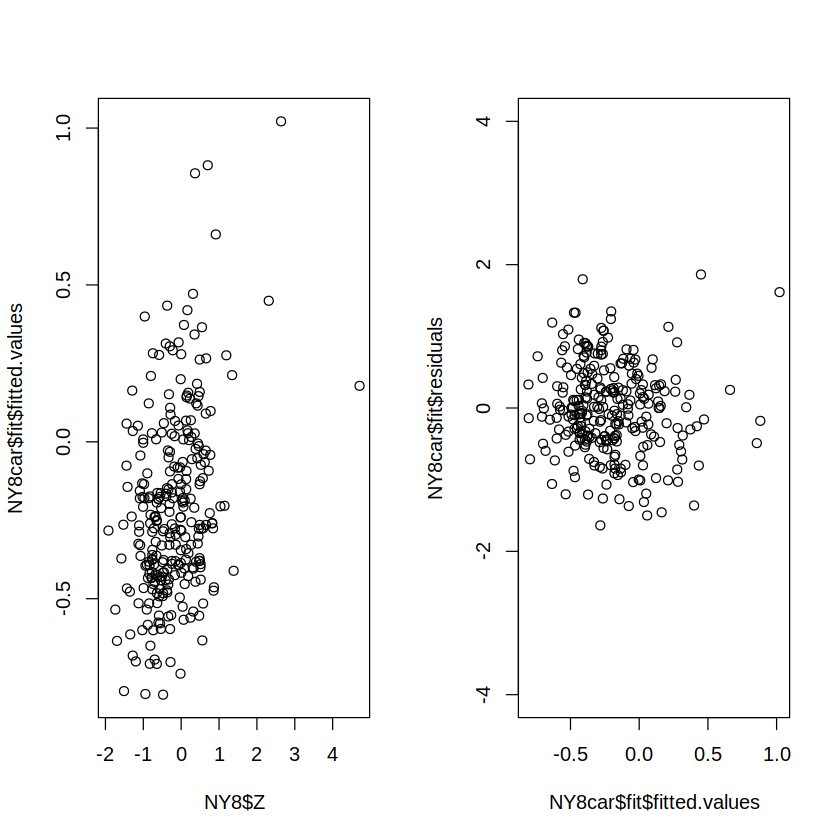 NY8car$fit$fitted.values
1.0
0.5
0.0
-0.5
-2 -1 0 1 2 3 4
NY8$Z
NY8car$fit$residuals
4
2
0
-2
-4
-0.5 0.0 0.5 1.0
NY8car$fit$fitted.values